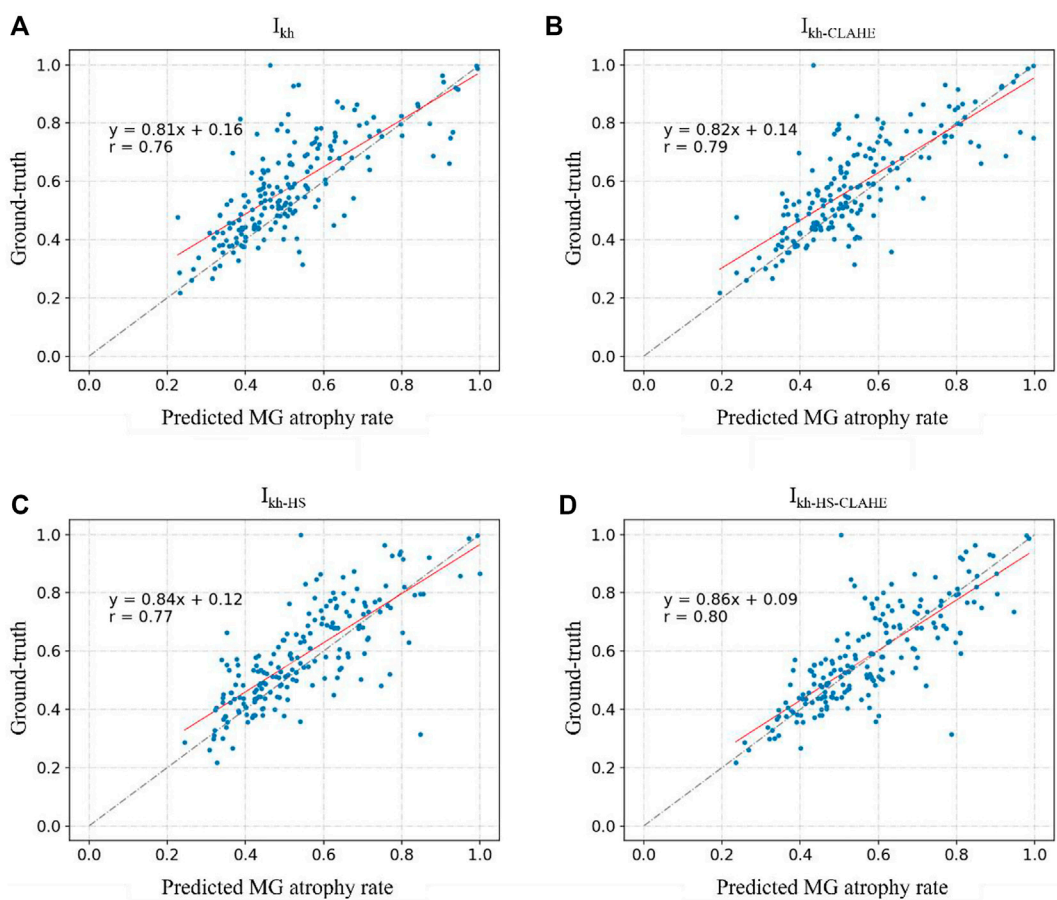 A
I_kh
1.0
0.8
0.6
0.4
0.2
0.0
Ground-truth
y = 0.81x + 0.16
r = 0.76
0.0 0.2 0.4 0.6 0.8 1.0
Predicted MG atrophy rate
B
I_kh-CLAHE
1.0
0.8
0.6
0.4
0.2
0.0
Ground-truth
y = 0.82x + 0.14
r = 0.79
0.0 0.2 0.4 0.6 0.8 1.0
Predicted MG atrophy rate
C
I_kh-HS
1.0
0.8
0.6
0.4
0.2
0.0
Ground-truth
y = 0.84x + 0.12
r = 0.77
0.0 0.2 0.4 0.6 0.8 1.0
Predicted MG atrophy rate
D
I_kh-HS-CLAHE
1.0
0.8
0.6
0.4
0.2
0.0
Ground-truth
y = 0.86x + 0.09
r = 0.80
0.0 0.2 0.4 0.6 0.8 1.0
Predicted MG atrophy rate